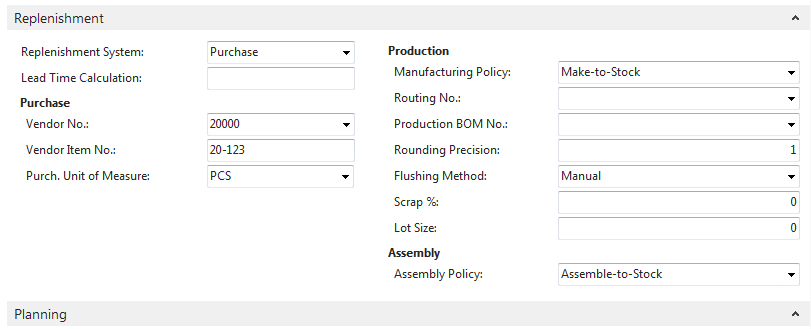 Replenishment
Replenishment System: Purchase
Lead Time Calculation:
Purchase
Vendor No.: 20000
Vendor Item No.: 20-123
Purch. Unit of Measure: PCS
Production
Manufacturing Policy: Make-to-Stock
Routing No.:
Production BOM No.:
Rounding Precision: 1
Flushing Method: Manual
Scrap %: 0
Lot Size: 0
Assembly
Assembly Policy: Assemble-to-Stock
Planning